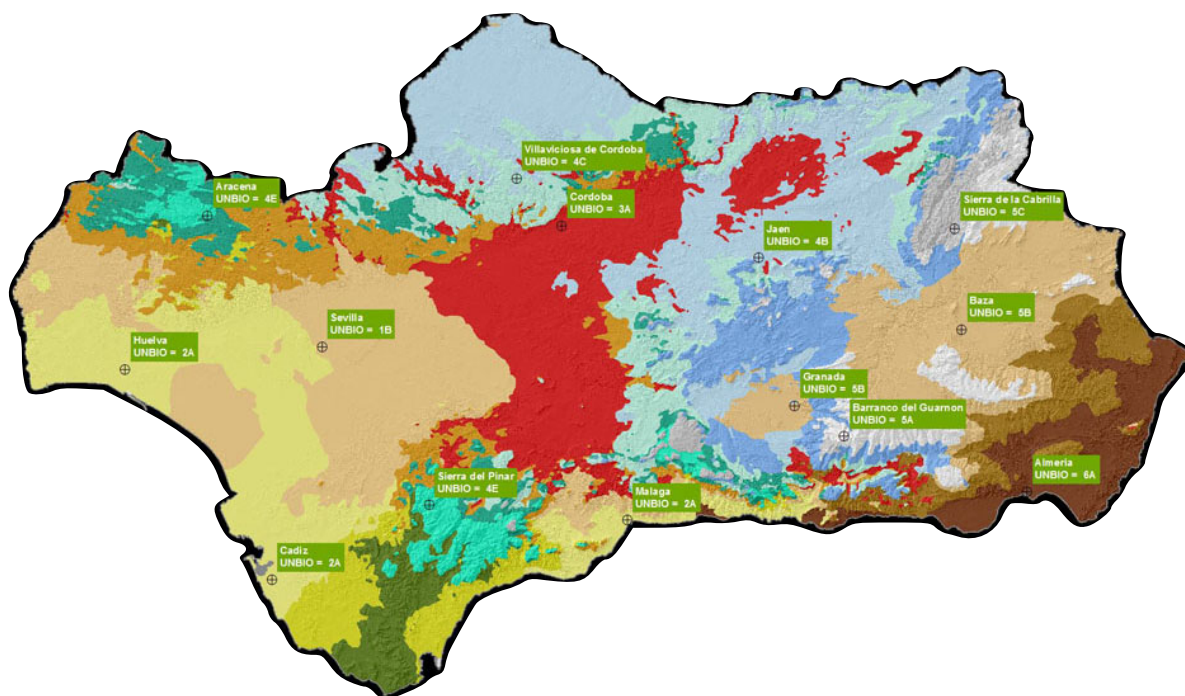 Villaviciosa de Cordoba
UNBIO = 4C
Aracena
UNBIO = 4E
Cordoba
UNBIO = 3A
Sierra de la Cabrilla
UNBIO = 5C
Jaen
UNBIO = 4B
Baza
UNBIO = 5B
Sevilla
UNBIO = 1B
Huelva
UNBIO = 2A
Granada
UNBIO = 5B
Barranco del Guarnon
UNBIO = 5A
Sierra del Pinar
UNBIO = 4E
Almeria
UNBIO = 6A
Malaga
UNBIO = 2A
Cadiz
UNBIO = 2A